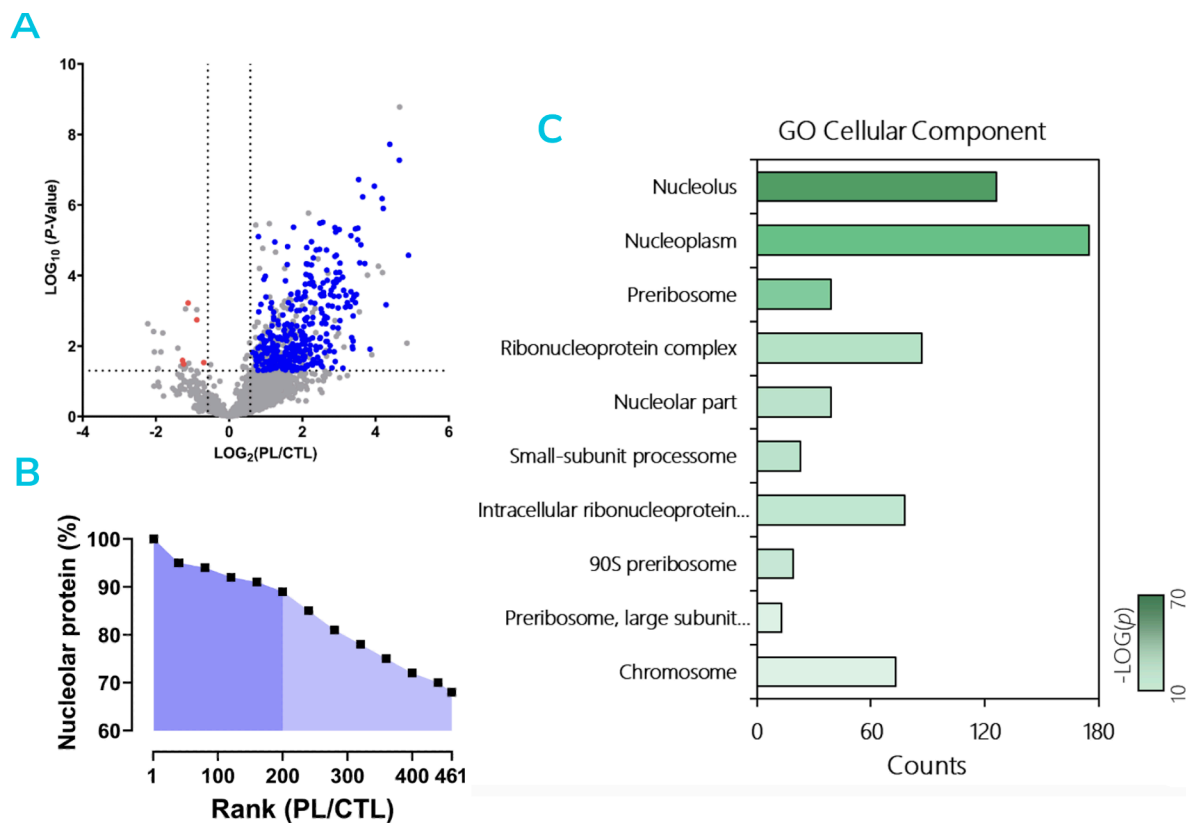 A
LOG₁₀ (P-Value)
10
8
6
4
2
0
-4 -2 0 2 4 6
LOG₂(PL/CTL)
B
Nucleolar protein (%)
100
90
80
70
60
1 100 200 300 400 461
Rank (PL/CTL)
C
GO Cellular Component
Nucleolus
Nucleoplasm
Preribosome
Ribonucleoprotein complex
Nucleolar part
Small-subunit processome
Intracellular ribonucleoprotein...
90S preribosome
Preribosome, large subunit...
Chromosome
0 60 120 180
Counts
-LOG(p)
70
10